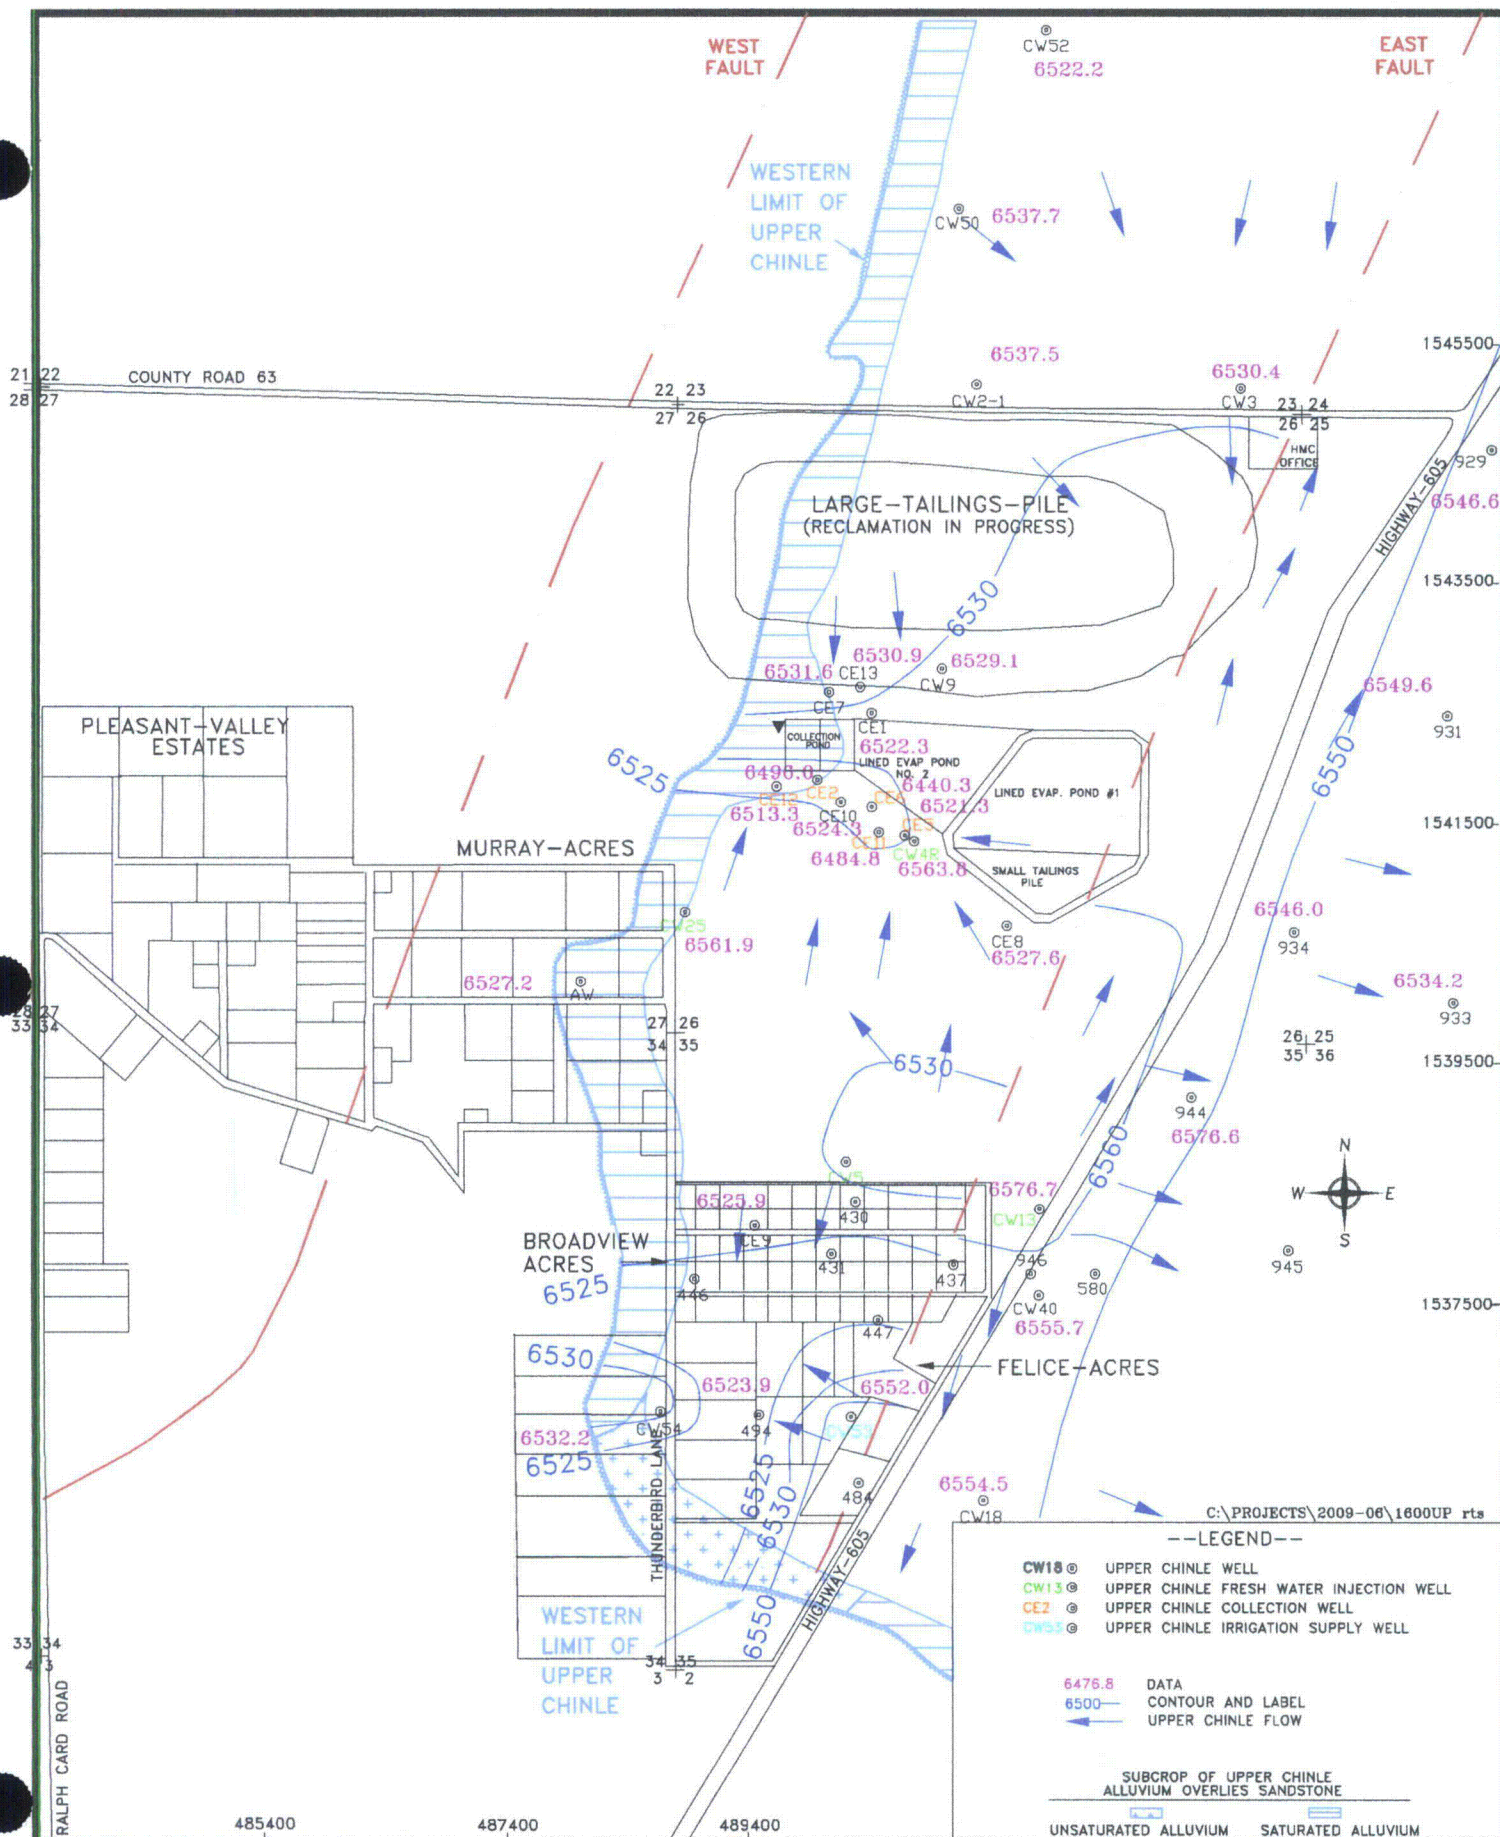 WEST
FAULT
CW52
6522.2
EAST
FAULT
WESTERN
LIMIT OF
UPPER
CHINLE
CW50
6537.7
6537.5
1545500
21 22
28 27
COUNTY ROAD 63
22 23
27 26
CW2-1
6530.4
CW3
23 24
26 25
HMC
OFFICE
929
6546.6
HIGHWAY-605
LARGE-TAILINGS-PILE
(RECLAMATION IN PROGRESS)
1543500
6530
6531.6
6530.9
CE13
6529.1
CW9
CE7
CE1
6549.6
931
PLEASANT-VALLEY
ESTATES
COLLECTION
POND
6522.3
LINED EVAP POND
NO. 2
6525
6550
CE12
CE2
6440.3
LINED EVAP. POND #1
6513.3
CE10
6521.3
CE5
1541500
6524.3
CE11
6484.8
CW4R
6563.8
SMALL TAILINGS
PILE
MURRAY-ACRES
6546.0
934
CW25
6561.9
CE8
6527.6
6527.2
AW
6534.2
933
28 27
33 34
27 26
34 35
26 25
35 36
6530
1539500
944
6576.6
6560
N
W E
S
CW5
6525.9
430
6576.7
CW13
BROADVIEW
ACRES
CE9
431
437
946
945
6525
446
580
CW40
6555.7
1537500
447
6530
FELICE-ACRES
6523.9
6552.0
CW54
494
CW53
6532.2
6525
6525
6530
484
6554.5
CW18
THUNDERBIRD LANE
HIGHWAY-605
6550
WESTERN
LIMIT OF
UPPER
CHINLE
33 34
4 3
34 35
3 2
RALPH CARD ROAD
485400
487400
489400
C:\PROJECTS\2009-06\1600UP rts
--LEGEND--
CW18 UPPER CHINLE WELL
CW13 UPPER CHINLE FRESH WATER INJECTION WELL
CE2 UPPER CHINLE COLLECTION WELL
CW53 UPPER CHINLE IRRIGATION SUPPLY WELL
6476.8 DATA
6500 CONTOUR AND LABEL
UPPER CHINLE FLOW
SUBCROP OF UPPER CHINLE
ALLUVIUM OVERLIES SANDSTONE
UNSATURATED ALLUVIUM SATURATED ALLUVIUM